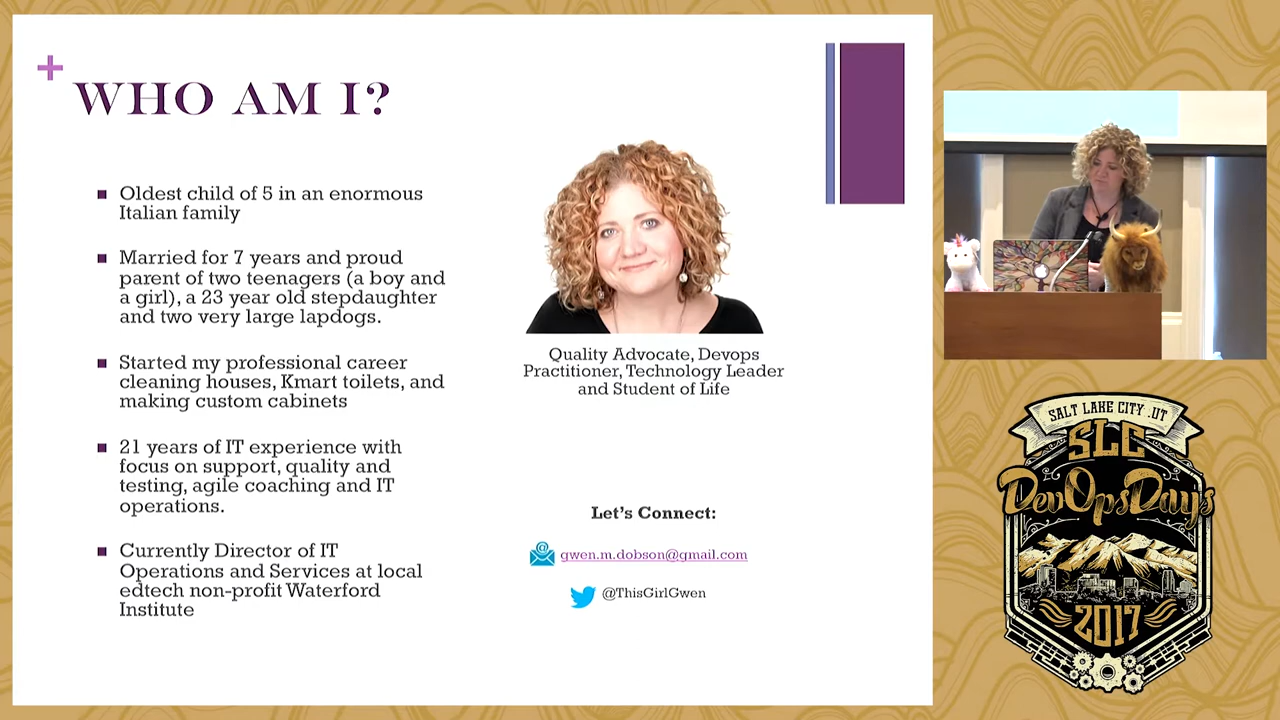 WHO AM I?
Oldest child of 5 in an enormous
Italian family
Married for 7 years and proud
parent of two teenagers (a boy and
a girl), a 23 year old stepdaughter
and two very large lapdogs.
Started my professional career
cleaning houses, Kmart toilets, and
making custom cabinets
21 years of IT experience with
focus on support, quality and
testing, agile coaching and IT
operations.
Currently Director of IT
Operations and Services at local
edtech non-profit Waterford
Institute
Quality Advocate, Devops
Practitioner, Technology Leader
and Student of Life
Let's Connect:
gwen.m.dobson@gmail.com
@ThisGirlGwen
SALT LAKE CITY .UT
SLC
DevOpsDays
2017